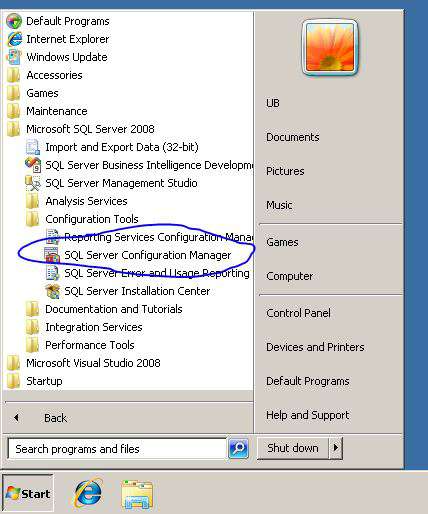 Default Programs
Internet Explorer
Windows Update
Accessories
Games
Maintenance
Microsoft SQL Server 2008
Import and Export Data (32-bit)
SQL Server Business Intelligence Developm
SQL Server Management Studio
Analysis Services
Configuration Tools
Reporting Services Configuration Mana
SQL Server Configuration Manager
SQL Server Error and Usage Reporting
SQL Server Installation Center
Documentation and Tutorials
Integration Services
Performance Tools
Microsoft Visual Studio 2008
Startup
Back
Search programs and files
UB
Documents
Pictures
Music
Games
Computer
Control Panel
Devices and Printers
Default Programs
Help and Support
Shut down
Start